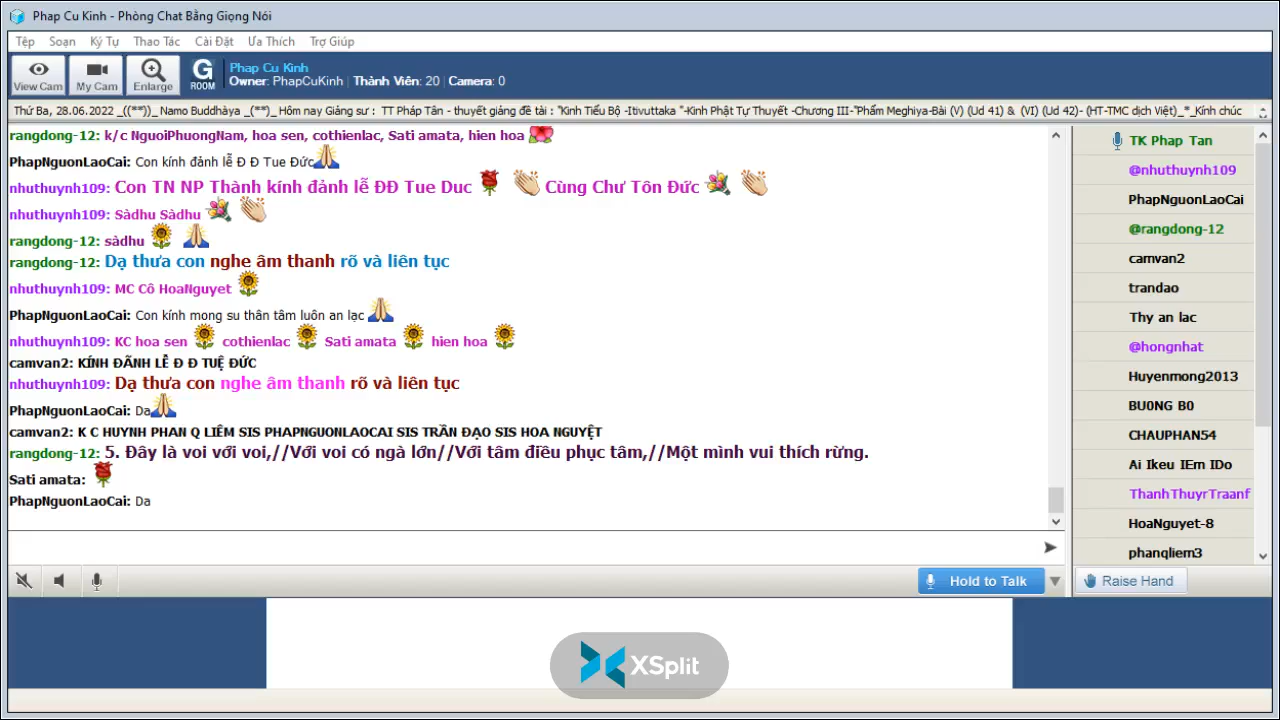 Phap Cu Kinh - Phòng Chat Bằng Giọng Nói
Tệp Soạn Ký Tự Thao Tác Cài Đặt Ưa Thích Trợ Giúp
View Cam My Cam Enlarge G ROOM
Phap Cu Kinh
Owner: PhapCuKinh | Thành Viên: 20 | Camera: 0
Thứ Ba, 28.06.2022 _((**))_ Namo Buddhàya _(**)_ Hôm nay Giảng sư : TT Pháp Tân - thuyết giảng đề tài : "Kinh Tiểu Bộ -Itivuttaka "-Kinh Phật Tự Thuyết -Chương III-"Phẩm Meghiya-Bài (V) (Ud 41) & (VI) (Ud 42)- (HT-TMC dịch Việt)_*_Kính chúc
rangdong-12: k/c NguoiPhuongNam, hoa sen, cothienlac, Sati amata, hien hoa
PhapNguonLaoCai: Con kính đảnh lễ Đ Đ Tue Đức
nhuthuynh109: Con TN NP Thành kính đảnh lễ ĐĐ Tue Duc Cùng Chư Tôn Đức
nhuthuynh109: Sàdhu Sàdhu
rangdong-12: sàdhu
rangdong-12: Dạ thưa con nghe âm thanh rõ và liên tục
nhuthuynh109: MC Cô HoaNguyet
PhapNguonLaoCai: Con kính mong su thân tâm luôn an lạc
nhuthuynh109: KC hoa sen cothienlac Sati amata hien hoa
camvan2: KÍNH ĐÃNH LỄ Đ Đ TUỆ ĐỨC
nhuthuynh109: Dạ thưa con nghe âm thanh rõ và liên tục
PhapNguonLaoCai: Da
camvan2: K C HUYNH PHAN Q LIÊM SIS PHAPNGUONLAOCAI SIS TRẦN ĐẠO SIS HOA NGUYỆT
rangdong-12: 5. Đây là voi với voi,//Với voi có ngà lớn//Với tâm điều phục tâm,//Một mình vui thích rừng.
Sati amata:
PhapNguonLaoCai: Da
TK Phap Tan
@nhuthuynh109
PhapNguonLaoCai
@rangdong-12
camvan2
trandao
Thy an lac
@hongnhat
Huyenmong2013
BU0NG B0
CHAUPHAN54
Ai Ikeu IEm IDo
ThanhThuyrTraanf
HoaNguyet-8
phanqliem3
Hold to Talk
Raise Hand
XSplit